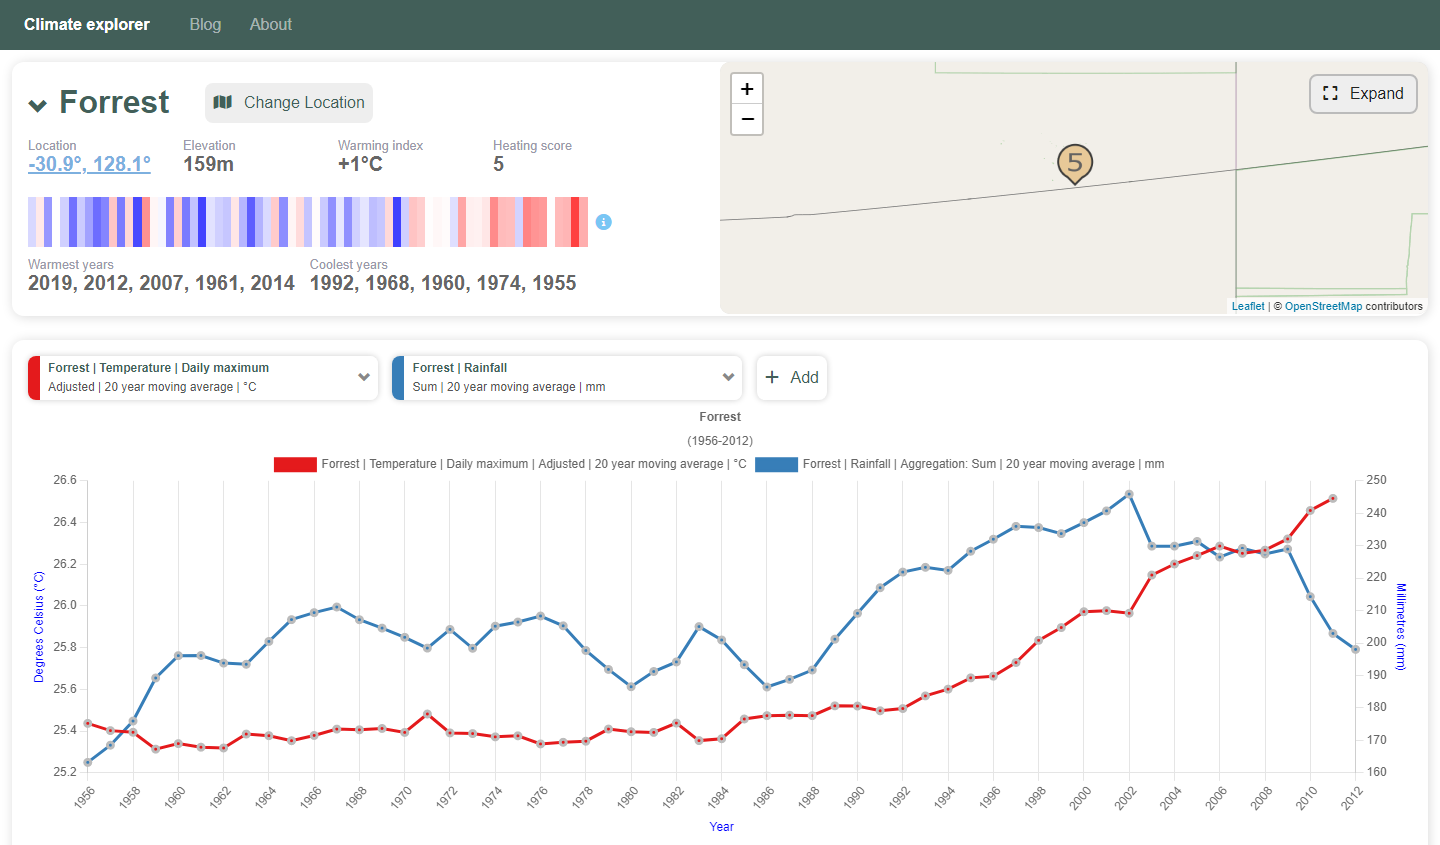 Climate explorer Blog About
Forrest Change Location
Location Elevation Warming index Heating score
-30.9°, 128.1° 159m +1°C 5
Warmest years Coolest years
2019, 2012, 2007, 1961, 2014 1992, 1968, 1960, 1974, 1955
+
−
Expand
5
Leaflet | © OpenStreetMap contributors
Forrest | Temperature | Daily maximum
Adjusted | 20 year moving average | °C
Forrest | Rainfall
Sum | 20 year moving average | mm
+ Add
Forrest
(1956-2012)
Forrest | Temperature | Daily maximum | Adjusted | 20 year moving average | °C
Forrest | Rainfall | Aggregation: Sum | 20 year moving average | mm
Degrees Celsius (°C)
26.6
26.4
26.2
26.0
25.8
25.6
25.4
25.2
250
240
230
220
210
200
190
180
170
160
Millimetres (mm)
1956 1958 1960 1962 1964 1966 1968 1970 1972 1974 1976 1978 1980 1982 1984 1986 1988 1990 1992 1994 1996 1998 2000 2002 2004 2006 2008 2010 2012
Year